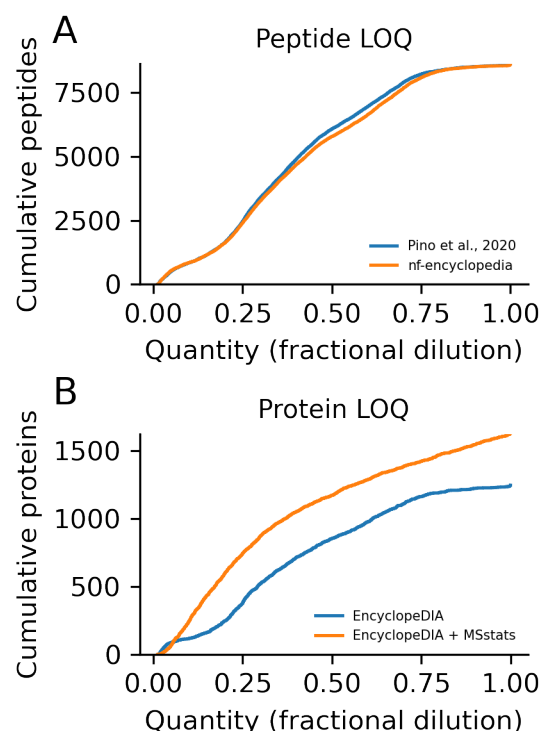 A
Peptide LOQ
Cumulative peptides
7500
5000
2500
0
Pino et al., 2020
nf-encyclopedia
0.00 0.25 0.50 0.75 1.00
Quantity (fractional dilution)
B
Protein LOQ
Cumulative proteins
1500
1000
500
0
EncyclopeDIA
EncyclopeDIA + MSstats
0.00 0.25 0.50 0.75 1.00
Quantity (fractional dilution)